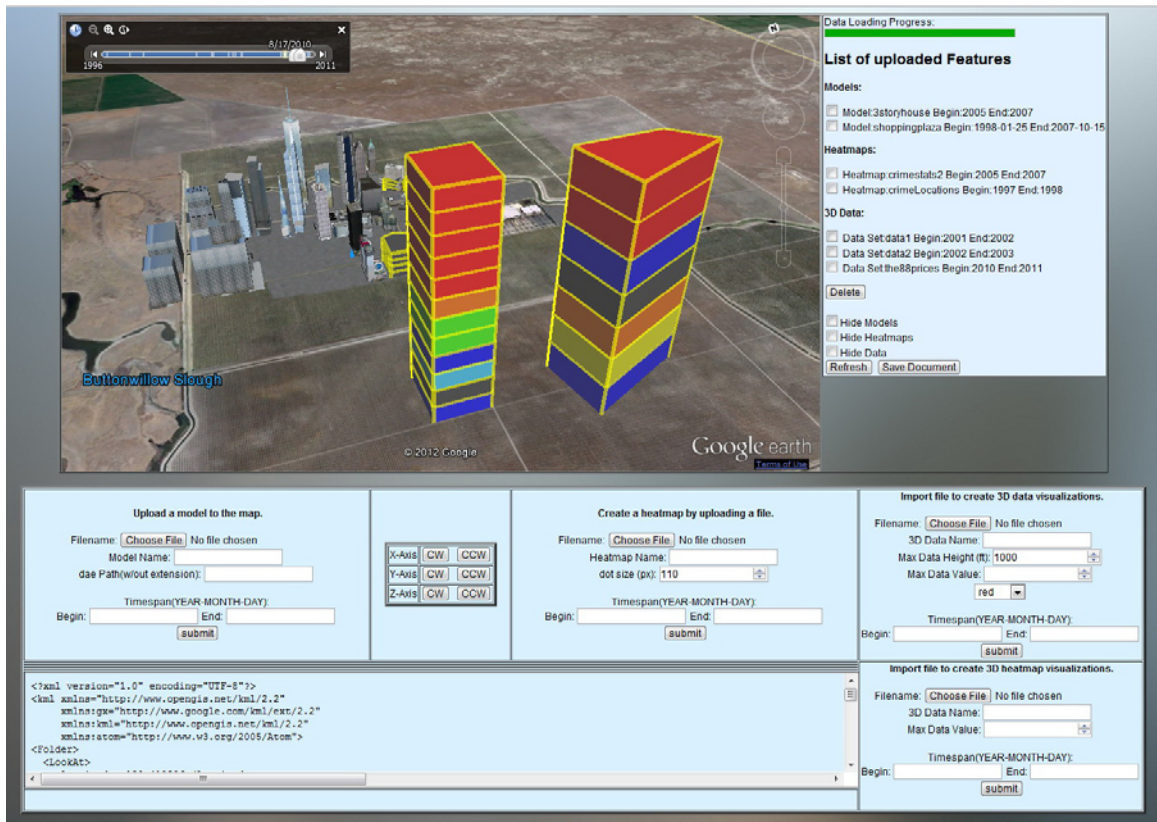 8/17/2010
1996
2011
N
Buttonwillow Slough
© 2012 Google
Google earth
Terms of Use
Data Loading Progress:
List of uploaded Features
Models:
Model:3storyhouse Begin:2005 End:2007
Model:shoppingplaza Begin:1998-01-25 End:2007-10-15
Heatmaps:
Heatmap:crimestats2 Begin:2005 End:2007
Heatmap:crimeLocations Begin:1997 End:1998
3D Data:
Data Set:data1 Begin:2001 End:2002
Data Set:data2 Begin:2002 End:2003
Data Set:the88prices Begin:2010 End:2011
Delete
Hide Models
Hide Heatmaps
Hide Data
Refresh Save Document
Upload a model to the map.
Filename: Choose File No file chosen
Model Name:
dae Path(w/out extension):
Timespan(YEAR-MONTH-DAY):
Begin: End:
submit
X-Axis CW CCW
Y-Axis CW CCW
Z-Axis CW CCW
Create a heatmap by uploading a file.
Filename: Choose File No file chosen
Heatmap Name:
dot size (px): 110
Timespan(YEAR-MONTH-DAY):
Begin: End:
submit
Import file to create 3D data visualizations.
Filename: Choose File No file chosen
3D Data Name:
Max Data Height (ft): 1000
Max Data Value:
red
Timespan(YEAR-MONTH-DAY):
Begin: End:
submit
<?xml version="1.0" encoding="UTF-8"?>
<kml xmlns="http://www.opengis.net/kml/2.2"
xmlns:gx="http://www.google.com/kml/ext/2.2"
xmlns:kml="http://www.opengis.net/kml/2.2"
xmlns:atom="http://www.w3.org/2005/Atom">
<Folder>
<LookAt>
Import file to create 3D heatmap visualizations.
Filename: Choose File No file chosen
3D Data Name:
Max Data Value:
Timespan(YEAR-MONTH-DAY):
Begin: End:
submit